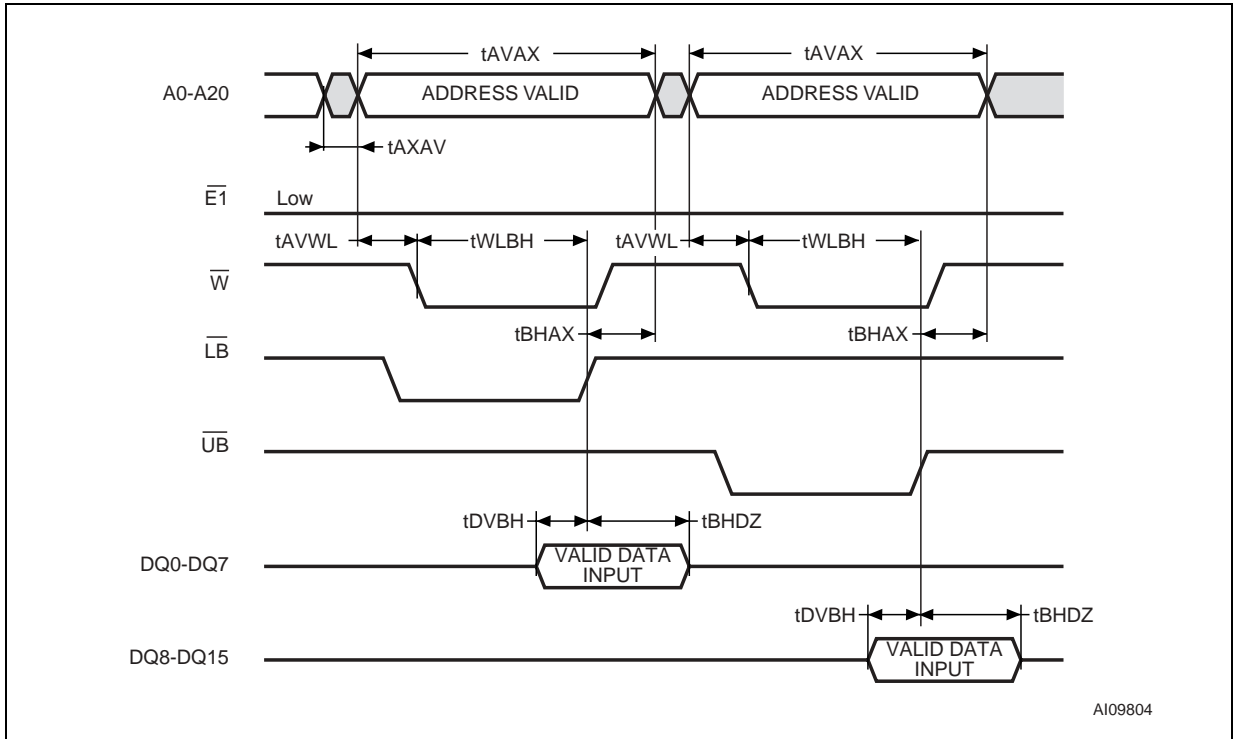 tAVAX tAVAX
A0-A20 ADDRESS VALID ADDRESS VALID
tAXAV
E1 Low
tAVWL tWLBH tAVWL tWLBH
W
tBHAX tBHAX
LB
UB
tDVBH tBHDZ
DQ0-DQ7 VALID DATA
INPUT
tDVBH tBHDZ
DQ8-DQ15 VALID DATA
INPUT
AI09804